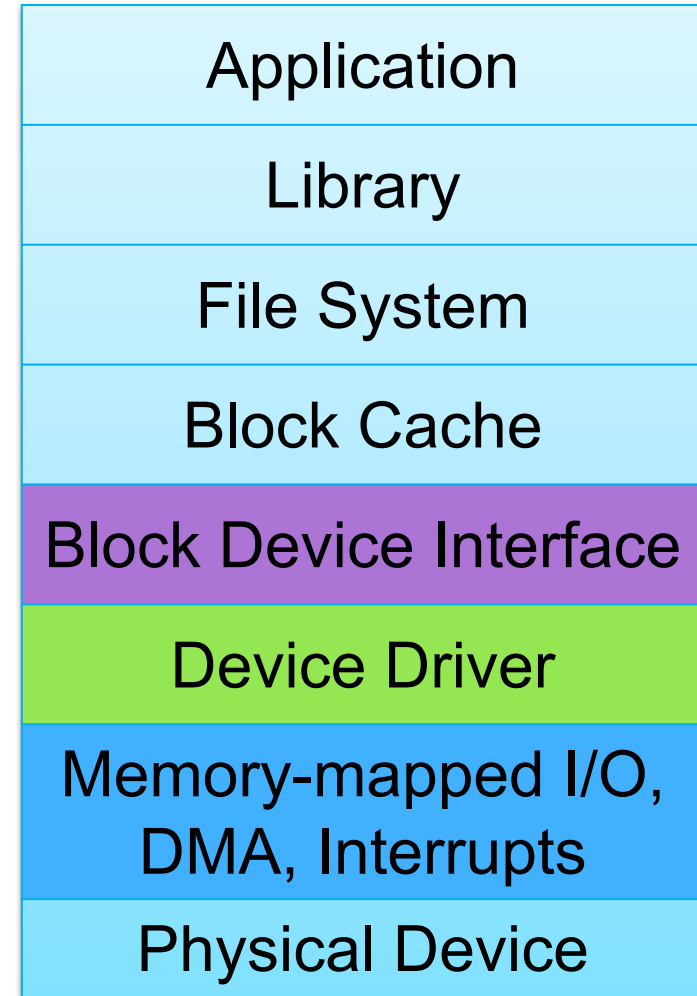 Application
Library
File System
Block Cache
Block Device Interface
Device Driver
Memory-mapped I/O,
DMA, Interrupts
Physical Device